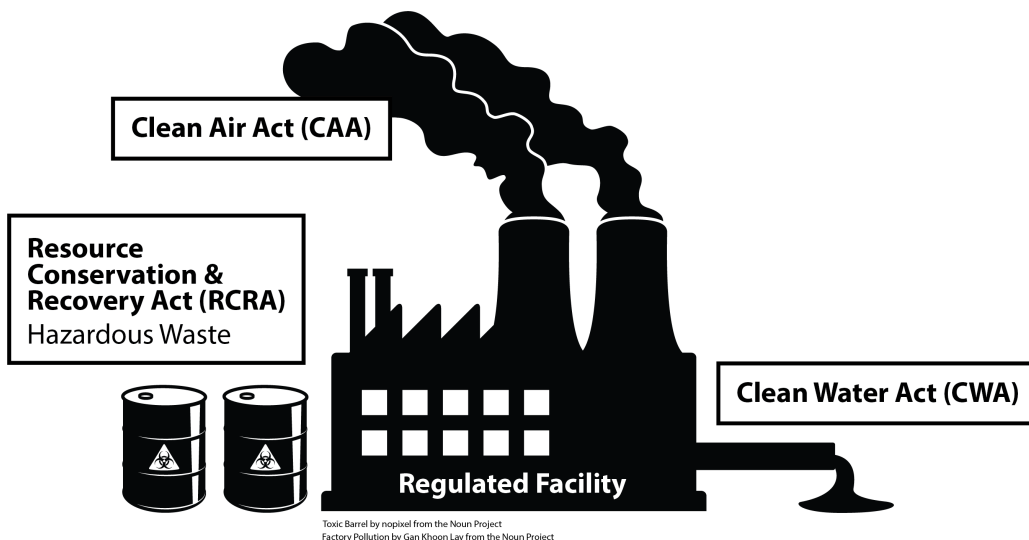 Clean Air Act (CAA)
Resource
Conservation &
Recovery Act (RCRA)
Hazardous Waste
Clean Water Act (CWA)
Regulated Facility
Toxic Barrel by nopixel from the Noun Project
Factory Pollution by Gan Khoon Lay from the Noun Project